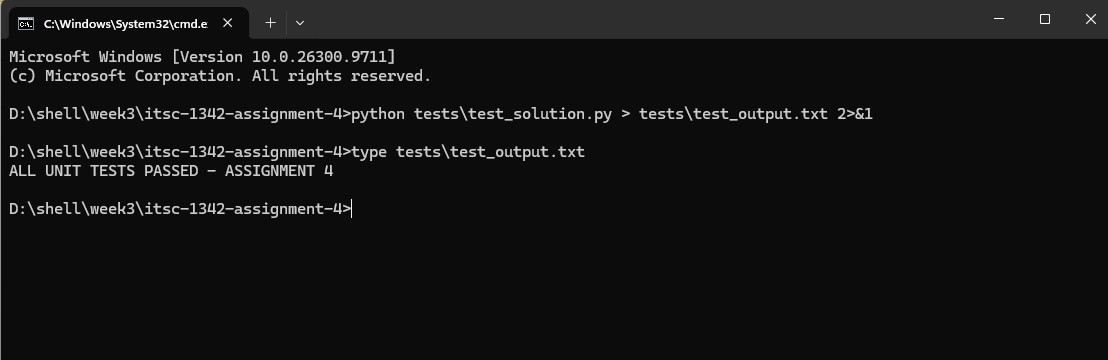 C:\Windows\System32\cmd.e
Microsoft Windows [Version 10.0.26300.9711]
(c) Microsoft Corporation. All rights reserved.
D:\shell\week3\itsc-1342-assignment-4>python tests\test_solution.py > tests\test_output.txt 2>&1
D:\shell\week3\itsc-1342-assignment-4>type tests\test_output.txt
ALL UNIT TESTS PASSED - ASSIGNMENT 4
D:\shell\week3\itsc-1342-assignment-4>